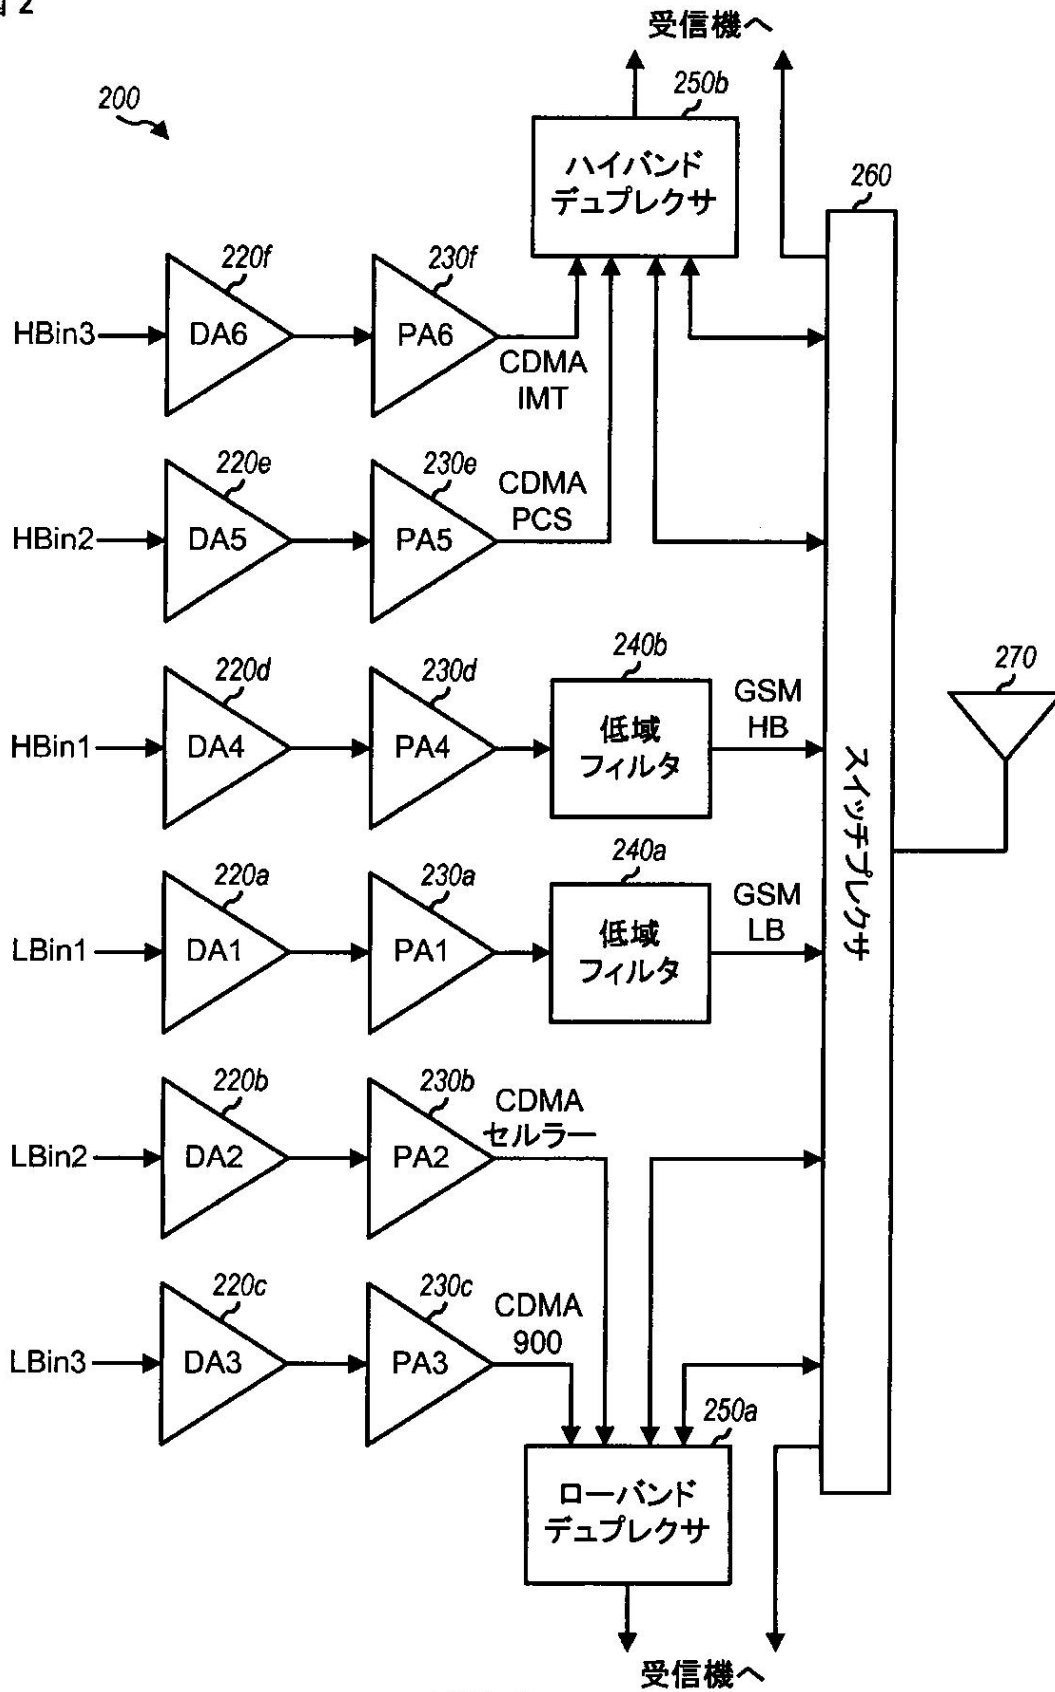 2
受信機へ
200
250b
ハイバンド
デュプレクサ
260
220f
230f
HBin3
DA6
PA6
CDMA
IMT
220e
230e
CDMA
PCS
HBin2
DA5
PA5
220d
230d
240b
GSM
HB
270
HBin1
DA4
PA4
低域
フィルタ
スイッチプレクサ
220a
230a
240a
GSM
LB
LBin1
DA1
PA1
低域
フィルタ
220b
230b
CDMA
セルラー
LBin2
DA2
PA2
220c
230c
CDMA
900
LBin3
DA3
PA3
250a
ローバンド
デュプレクサ
受信機へ